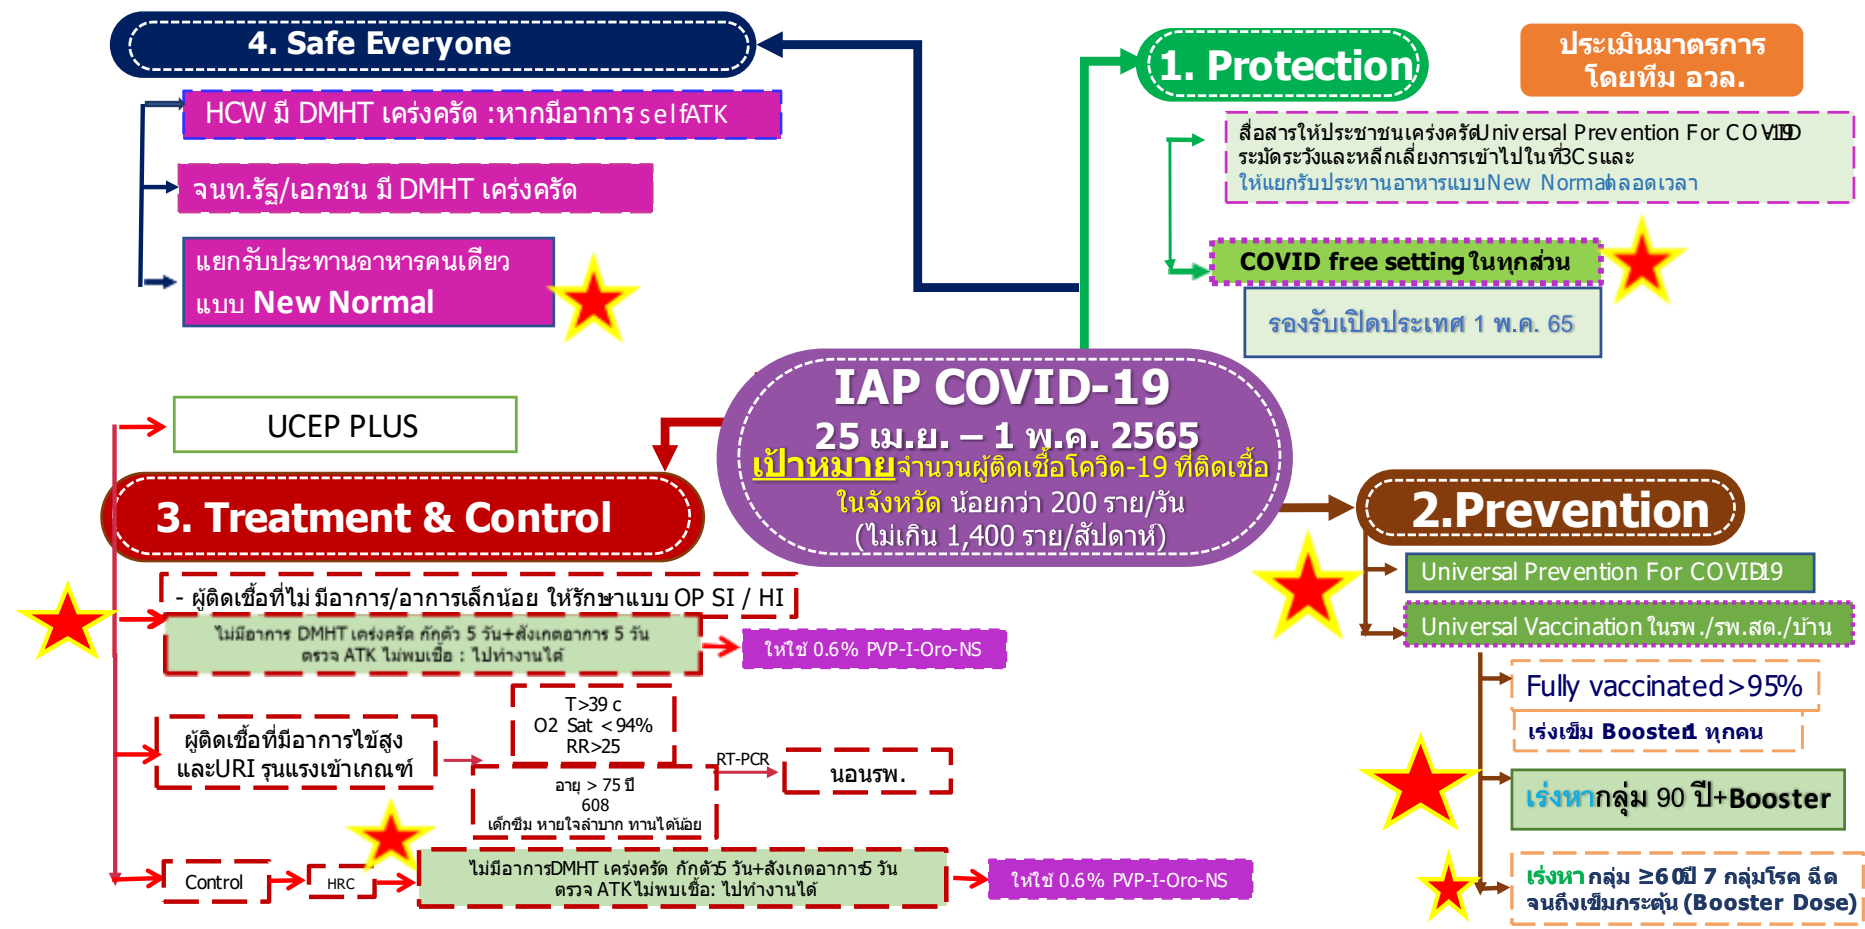 4. Safe Everyone
HCW มี DMHT เคร่งครัด :หากมีอาการ selfATK
จนท.รัฐ/เอกชน มี DMHT เคร่งครัด
แยกรับประทานอาหารคนเดียว
แบบ New Normal
1. Protection
ประเมินมาตรการ
โดยทีม อวล.
สื่อสารให้ประชาชนเคร่งครัดUniversal Prevention For COVID-19
ระมัดระวังและหลีกเลี่ยงการเข้าไปในที่3Csและ
ให้แยกรับประทานอาหารแบบNew Normalตลอดเวลา
COVID free setting ในทุกส่วน
รองรับเปิดประเทศ 1 พ.ค. 65
IAP COVID-19
25 เม.ย. – 1 พ.ค. 2565
เป้าหมายจำนวนผู้ติดเชื้อโควิด-19 ที่ติดเชื้อ
ในจังหวัด น้อยกว่า 200 ราย/วัน
(ไม่เกิน 1,400 ราย/สัปดาห์)
UCEP PLUS
3. Treatment & Control
- ผู้ติดเชื้อที่ไม่ มีอาการ/อาการเล็กน้อย ให้รักษาแบบ OP SI / HI
ไม่มีอาการ DMHT เคร่งครัด กักตัว 5 วัน+สังเกตอาการ 5 วัน
ตรวจ ATK ไม่พบเชื้อ : ไปทำงานได้
ให้ใช้ 0.6% PVP-I-Oro-NS
ผู้ติดเชื้อที่มีอาการไข้สูง
และURI รุนแรงเข้าเกณฑ์
T>39 c
O2 Sat <94%
RR>25
อายุ > 75 ปี
608
เด็กซึม หายใจลำบาก ทานได้น้อย
RT-PCR
นอนรพ.
Control
HRC
ไม่มีอาการDMHT เคร่งครัด กักตัว5 วัน+สังเกตอาการ5 วัน
ตรวจ ATKไม่พบเชื้อ: ไปทำงานได้
ให้ใช้ 0.6% PVP-I-Oro-NS
2.Prevention
Universal Prevention For COVID-19
Universal Vaccination ในรพ./รพ.สต./บ้าน
Fully vaccinated >95%
เร่งเข็ม Booster1 ทุกคน
เร่งหากลุ่ม 90 ปี+Booster
เร่งหา กลุ่ม ≥60ปี 7 กลุ่มโรค ฉีด
จนถึงเข็มกระตุ้น (Booster Dose)